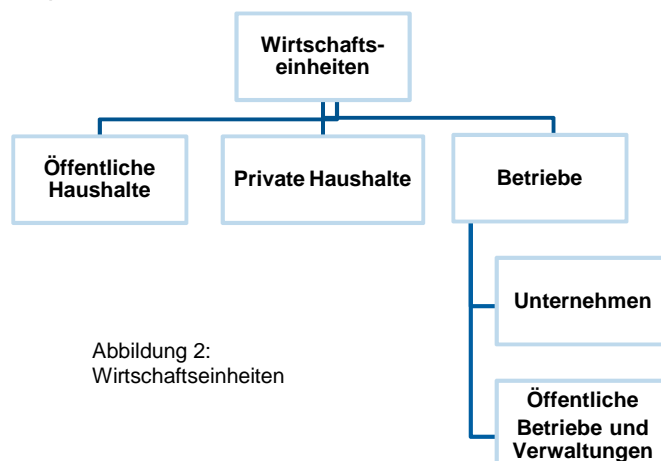 Wirtschafts-
einheiten
Öffentliche
Haushalte
Private Haushalte
Betriebe
Unternehmen
Öffentliche
Betriebe und
Verwaltungen
Abbildung 2:
Wirtschaftseinheiten